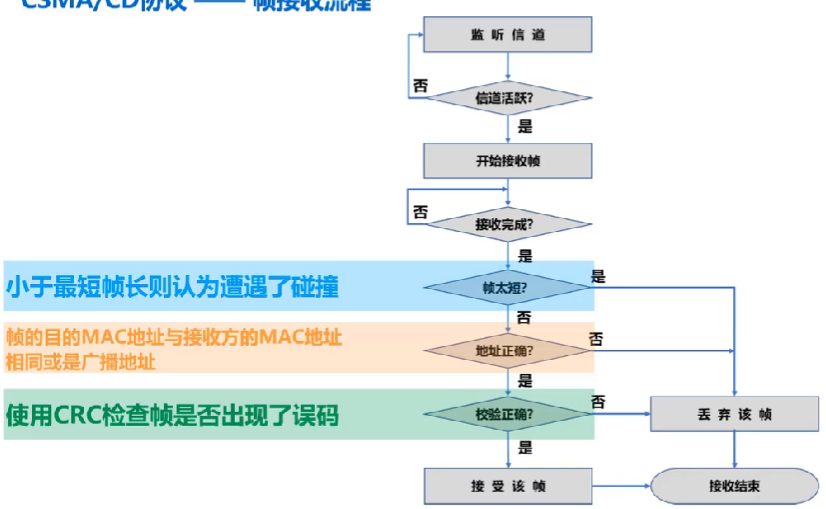 CSMA/CD协议 —— 帧接收流程
监 听 信 道
否
信道活跃?
是
开始接收帧
否
接收完成?
是
小于最短帧长则认为遭遇了碰撞
帧太短?
是
否
帧的目的MAC地址与接收方的MAC地址
相同或是广播地址
地址正确?
否
是
使用CRC检查帧是否出现了误码
校验正确?
否
丢 弃 该 帧
是
接 受 该 帧
接收结束